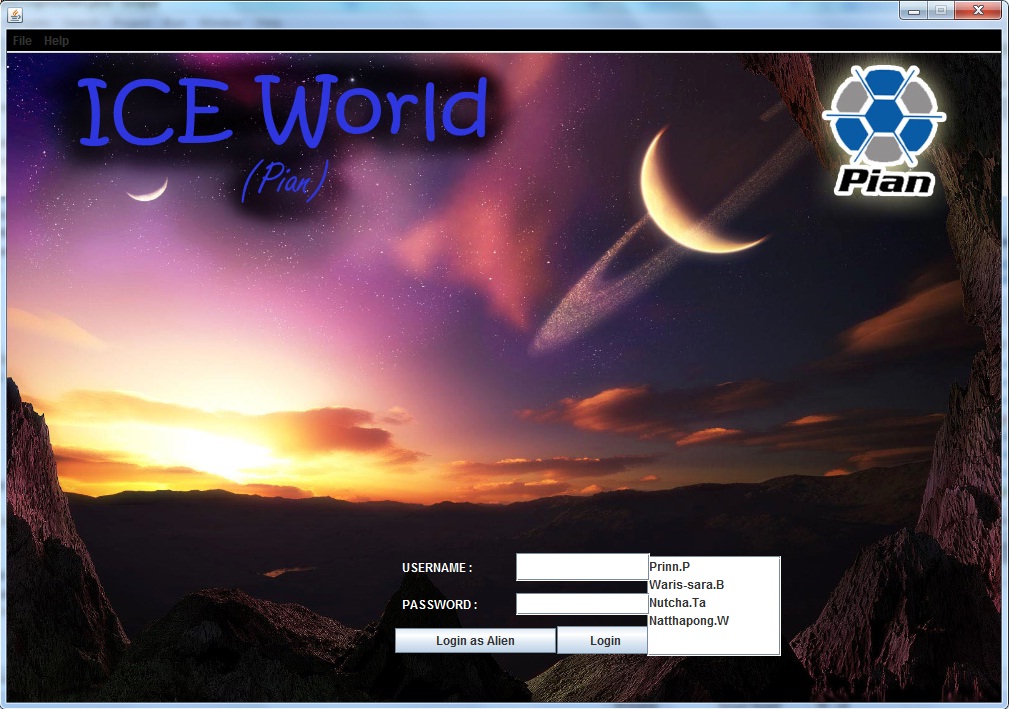 File Help
ICE World
(Pian)
Pian
USERNAME :
PASSWORD :
Login as Alien
Login
Prinn.P
Waris-sara.B
Nutcha.Ta
Natthapong.W